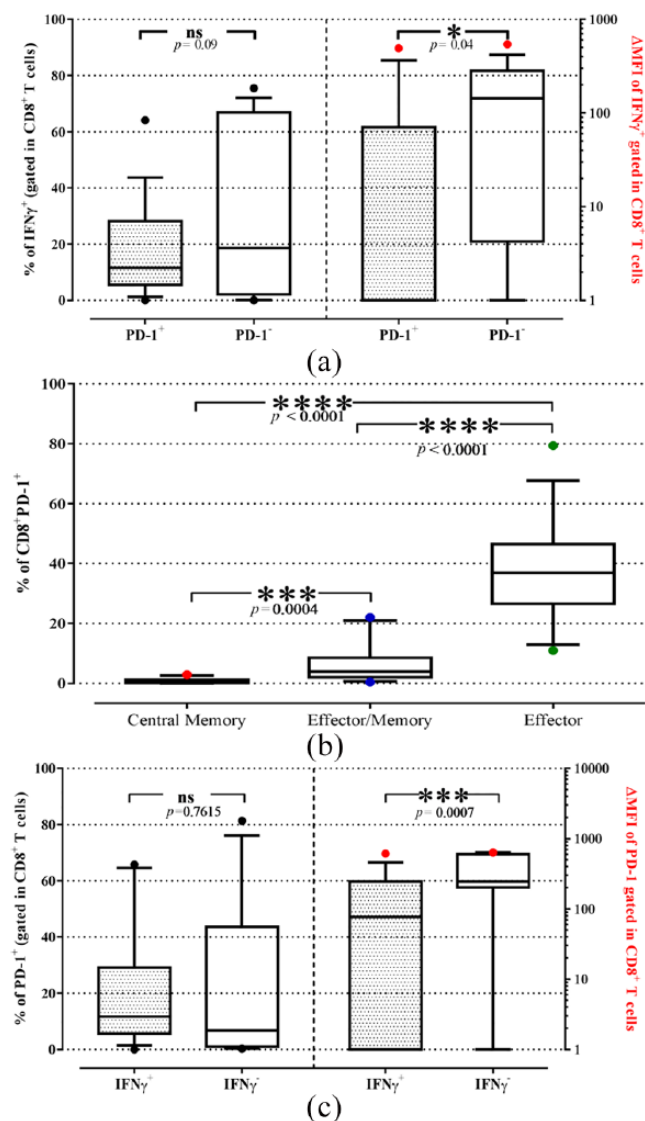 100
80
60
40
20
0
% of IFNγ⁺ (gated in CD8⁺ T cells)
ns
p = 0.09
*
p = 0.04
1000
100
10
1
ΔMFI of IFNγ⁺ gated in CD8⁺ T cells
PD-1⁺
PD-1⁻
PD-1⁺
PD-1⁻
(a)
100
80
60
40
20
0
% of CD8⁺PD-1⁺
****
p < 0.0001
****
p < 0.0001
***
p = 0.0004
Central Memory
Effector/Memory
Effector
(b)
100
80
60
40
20
0
% of PD-1⁺ (gated in CD8⁺ T cells)
ns
p=0.7615
***
p = 0.0007
10000
1000
100
10
1
ΔMFI of PD-1 gated in CD8⁺ T cells
IFNγ⁺
IFNγ⁻
IFNγ⁺
IFNγ⁻
(c)